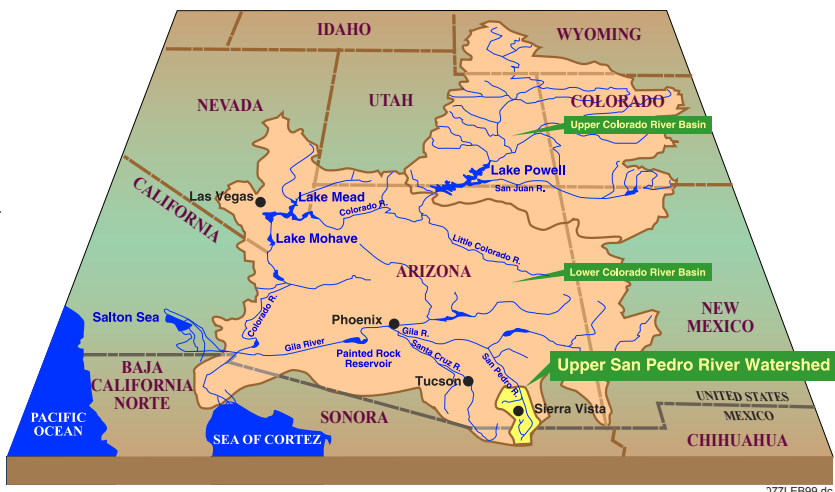 IDAHO
WYOMING
NEVADA
UTAH
COLORADO
Upper Colorado River Basin
Lake Powell
San Juan R.
CALIFORNIA
Las Vegas
Lake Mead
Colorado R.
Lake Mohave
Little Colorado R.
ARIZONA
Lower Colorado River Basin
NEW
MEXICO
Salton Sea
Colorado R.
Phoenix
Gila R.
Gila River
Painted Rock
Reservoir
Santa Cruz R.
San Pedro R.
Upper San Pedro River Watershed
BAJA
CALIFORNIA
NORTE
Tucson
Sierra Vista
UNITED STATES
MEXICO
PACIFIC
OCEAN
SONORA
SEA OF CORTEZ
CHIHUAHUA